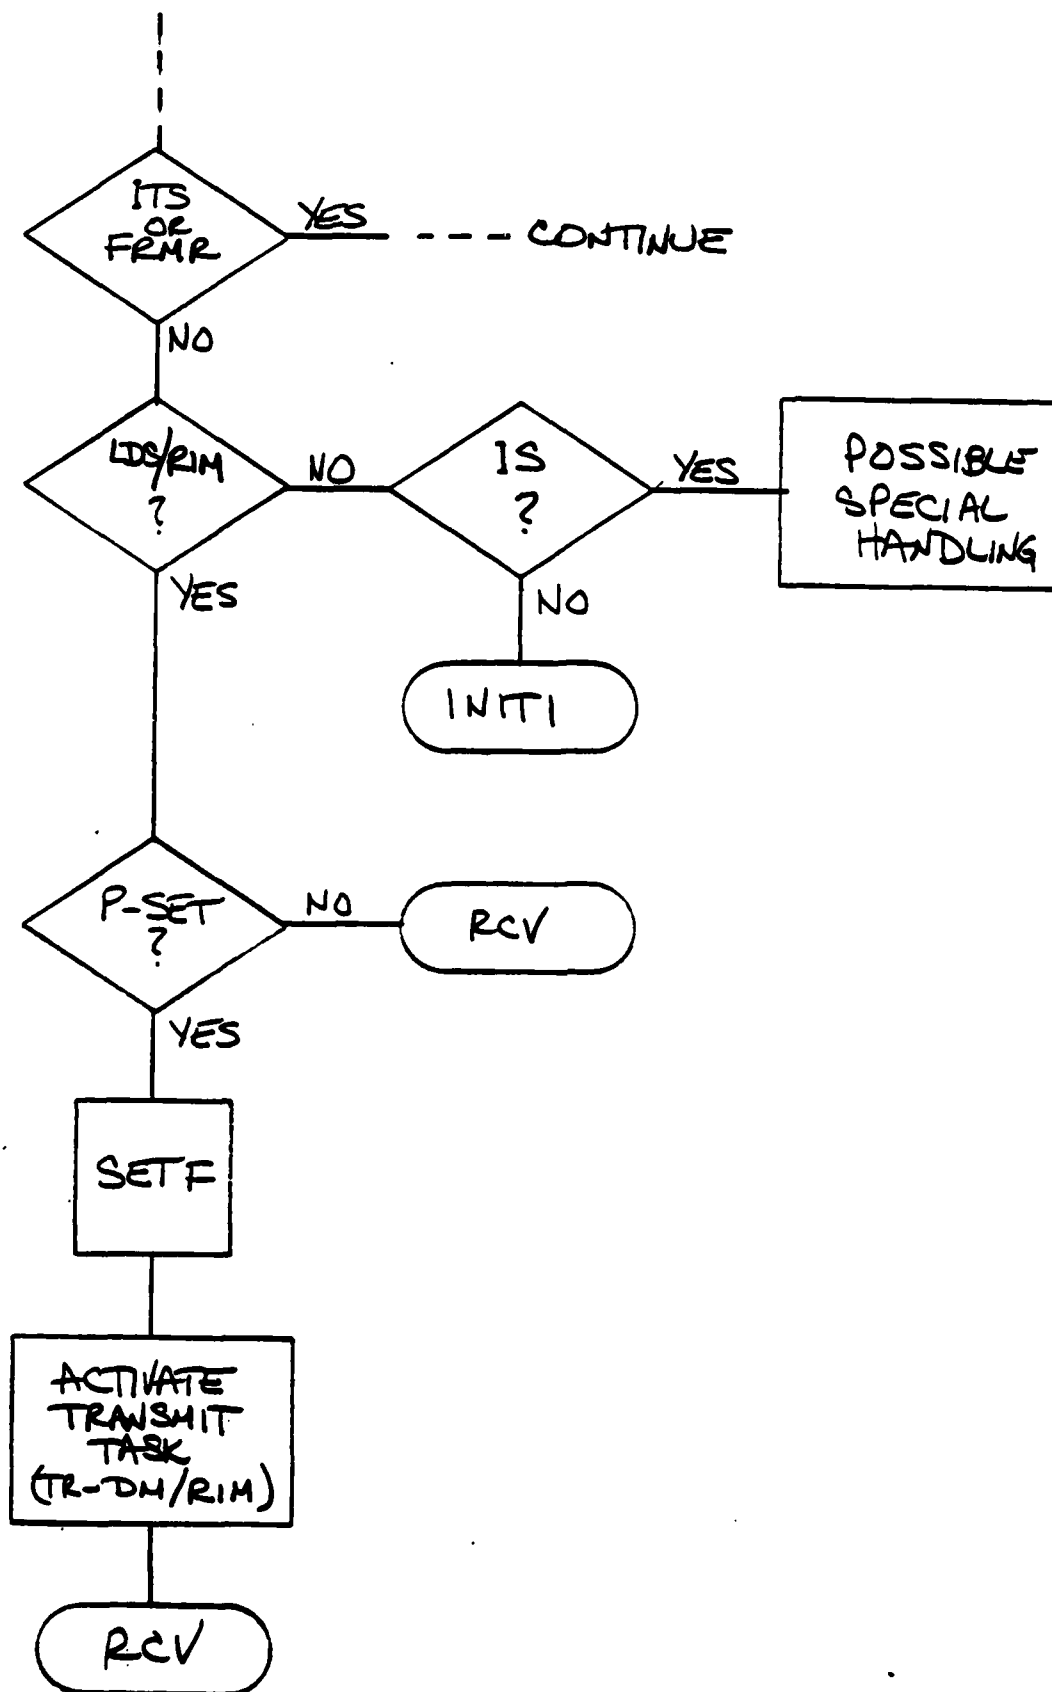 ITS
OR
FRMR
YES
CONTINUE
NO
LDS/RIM
?
NO
IS
?
YES
POSSIBLE
SPECIAL
HANDLING
YES
NO
INITI
P-SET
?
NO
RCV
YES
SET F
ACTIVATE
TRANSMIT
TASK
(TR-DM/RIM)
RCV